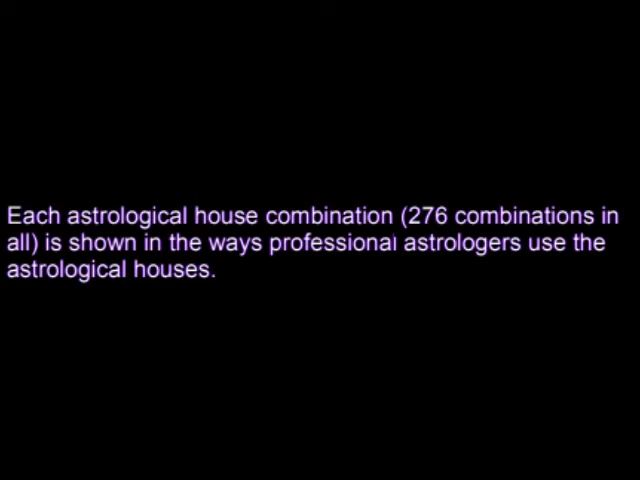 Each astrological house combination (276 combinations in
all) is shown in the ways professional astrologers use the
astrological houses.